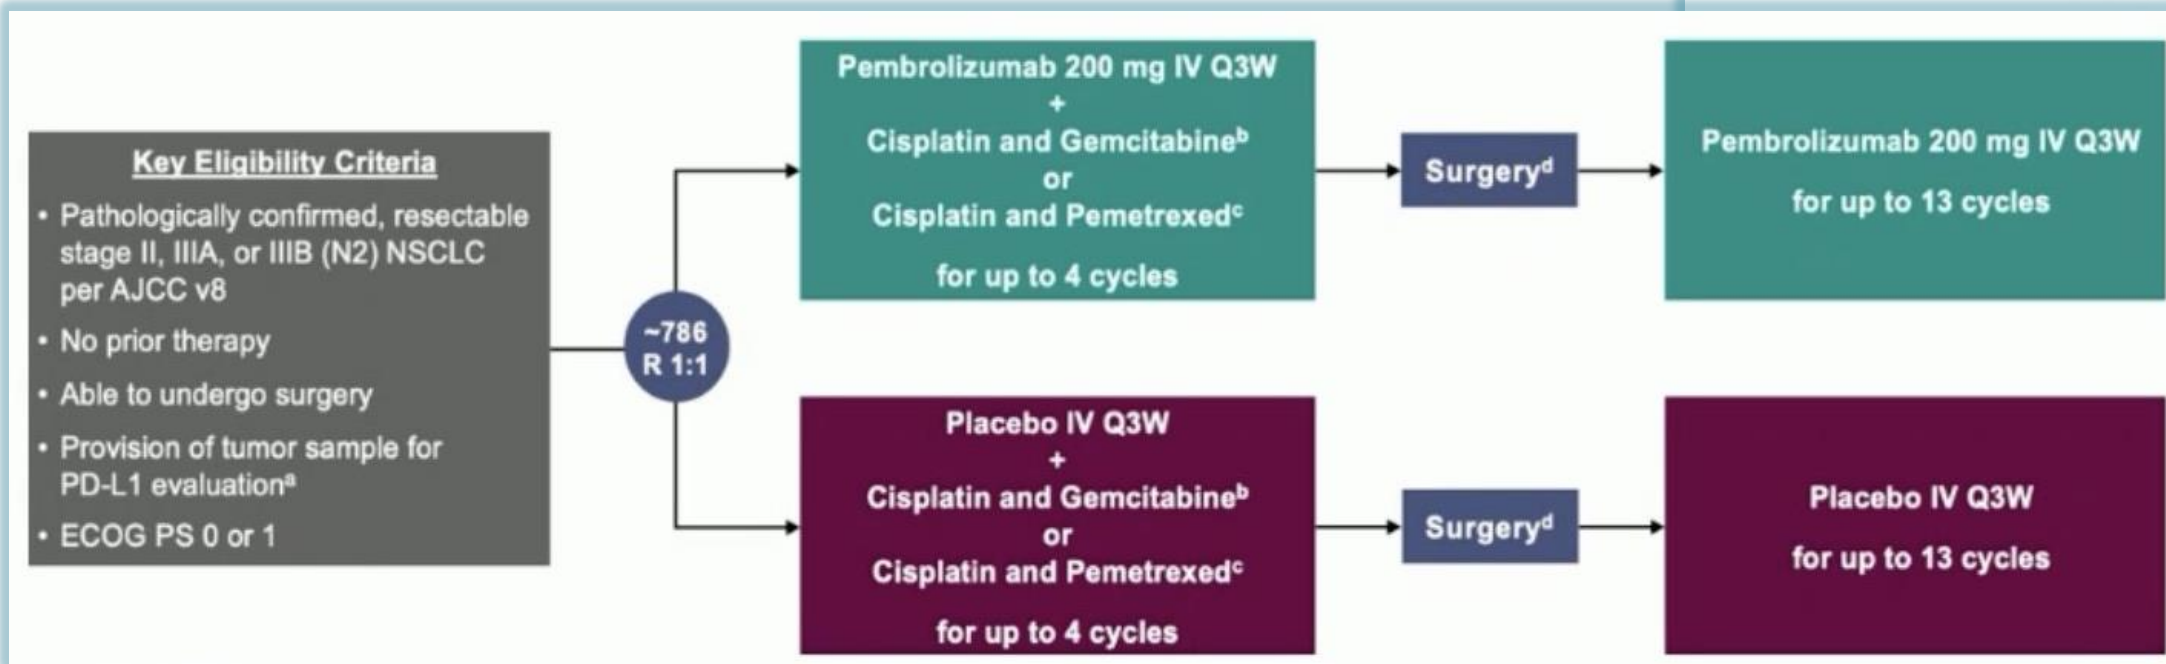 Key Eligibility Criteria
• Pathologically confirmed, resectable
stage II, IIIA, or IIIB (N2) NSCLC
per AJCC v8
• No prior therapy
• Able to undergo surgery
• Provision of tumor sample for
PD-L1 evaluationᵃ
• ECOG PS 0 or 1
~786
R 1:1
Pembrolizumab 200 mg IV Q3W
+
Cisplatin and Gemcitabineᵇ
or
Cisplatin and Pemetrexedᶜ
for up to 4 cycles
Surgeryᵈ
Pembrolizumab 200 mg IV Q3W
for up to 13 cycles
Placebo IV Q3W
+
Cisplatin and Gemcitabineᵇ
or
Cisplatin and Pemetrexedᶜ
for up to 4 cycles
Surgeryᵈ
Placebo IV Q3W
for up to 13 cycles